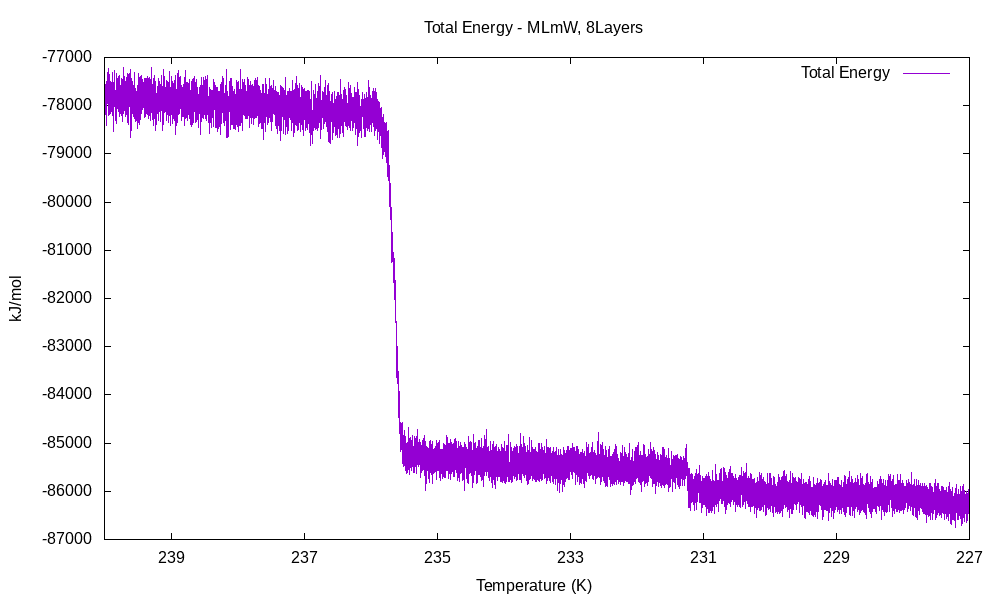 Total Energy - MLmW, 8Layers
Total Energy
-77000
-78000
-79000
-80000
-81000
-82000
-83000
-84000
-85000
-86000
-87000
kJ/mol
239 237 235 233 231 229 227
Temperature (K)